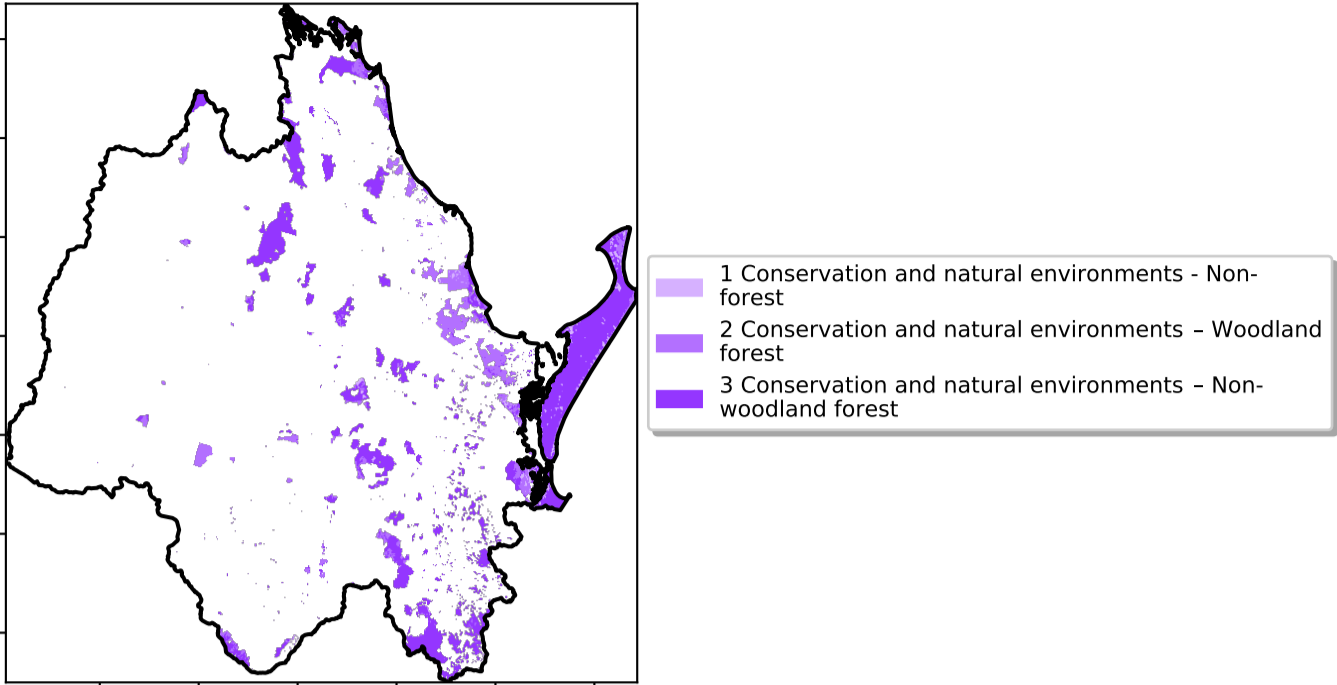 1 Conservation and natural environments - Non-
forest
2 Conservation and natural environments – Woodland
forest
3 Conservation and natural environments – Non-
woodland forest